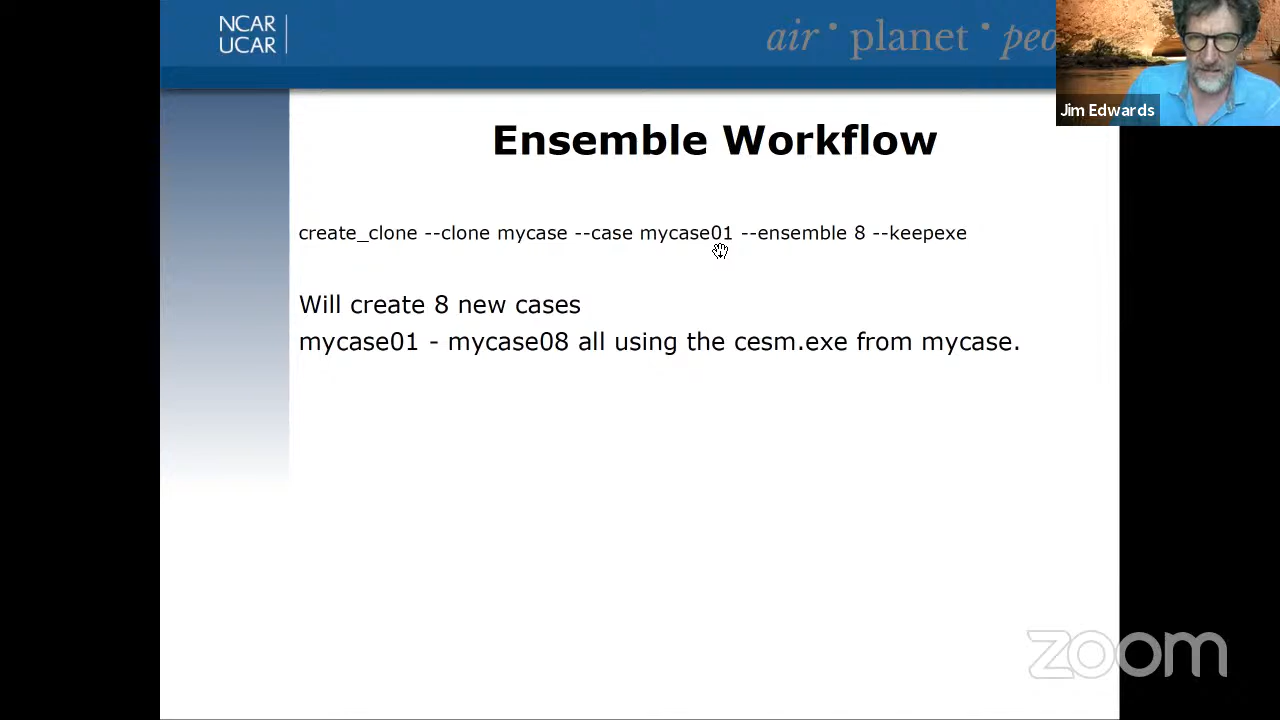 NCAR
UCAR
air • planet • peo
Jim Edwards
Ensemble Workflow
create_clone --clone mycase --case mycase01 --ensemble 8 --keepexe
Will create 8 new cases
mycase01 - mycase08 all using the cesm.exe from mycase.
zoom